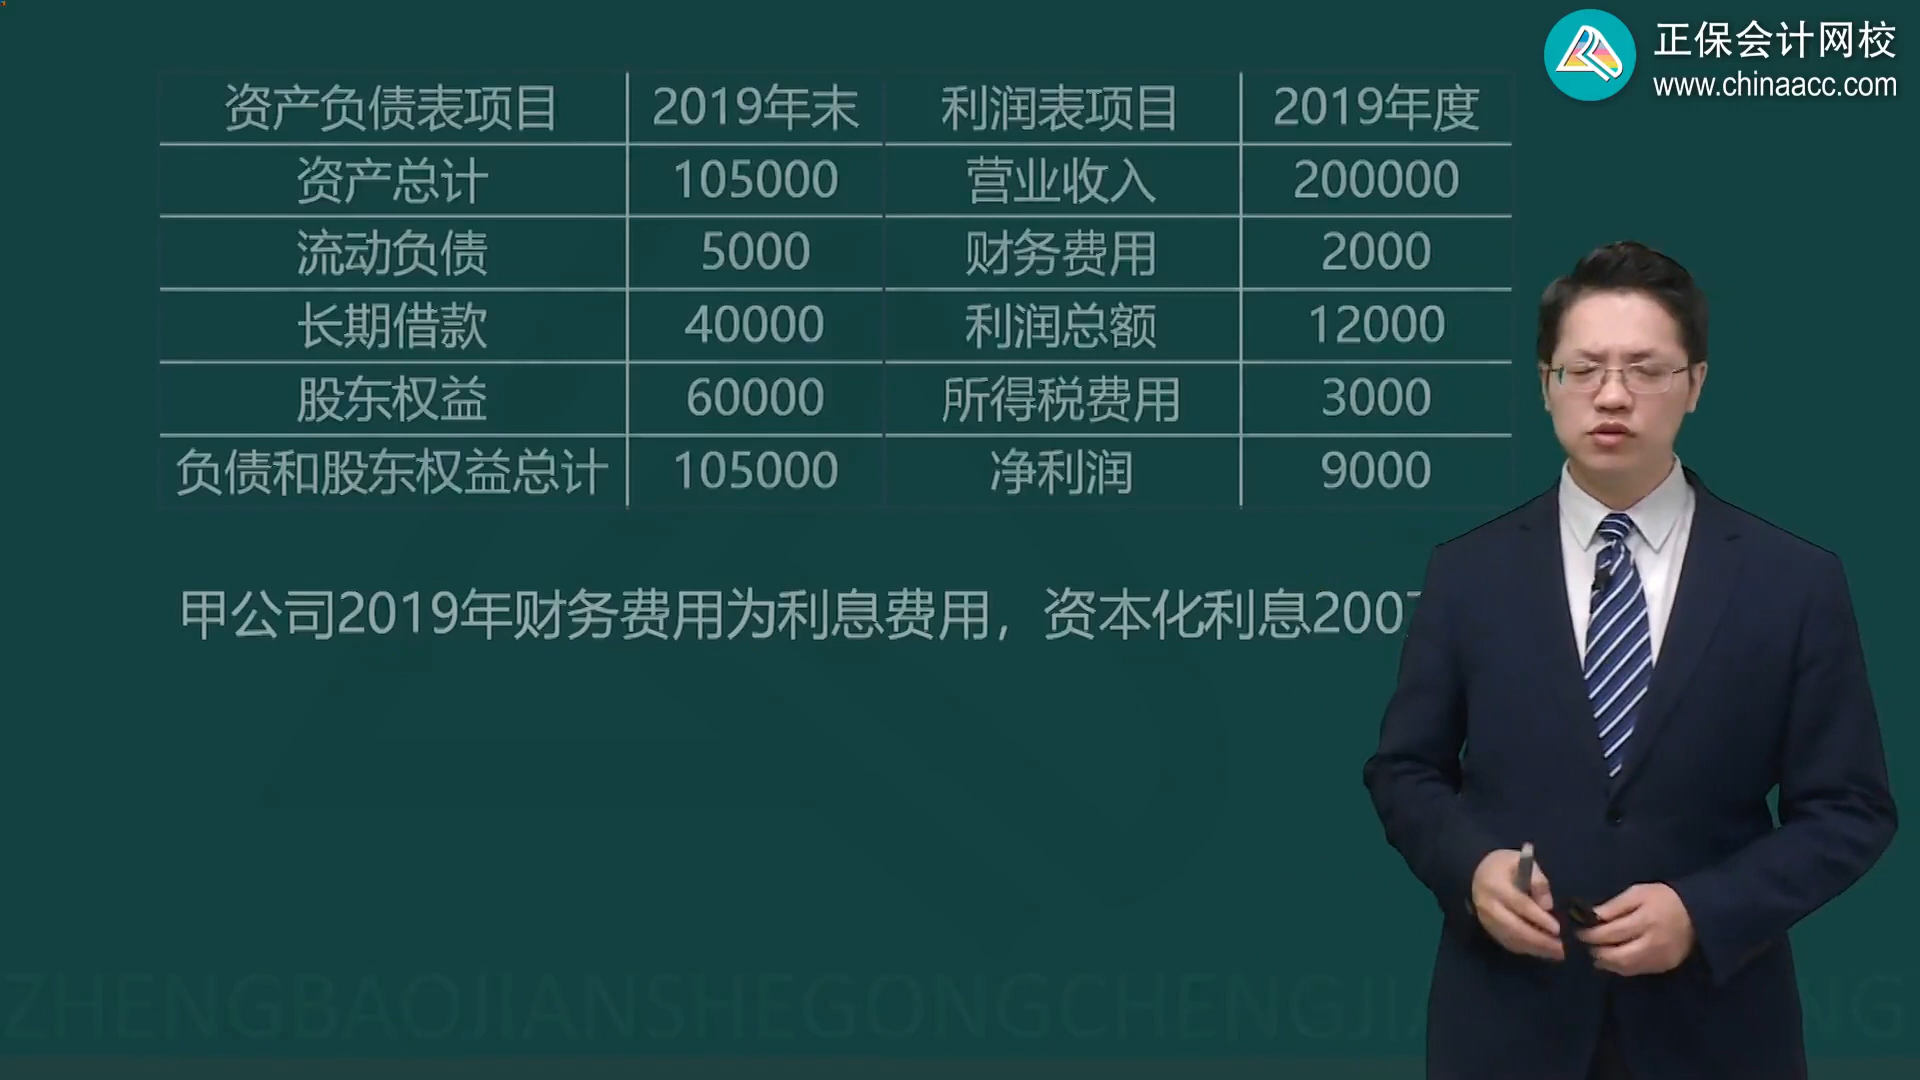 正保会计网校
www.chinaacc.com
资产负债表项目 2019年末 利润表项目 2019年度
资产总计 105000 营业收入 200000
流动负债 5000 财务费用 2000
长期借款 40000 利润总额 12000
股东权益 60000 所得税费用 3000
负债和股东权益总计 105000 净利润 9000
甲公司2019年财务费用为利息费用，资本化利息200
ZHENGBAOJIANSHEGONGCHENGJI NG